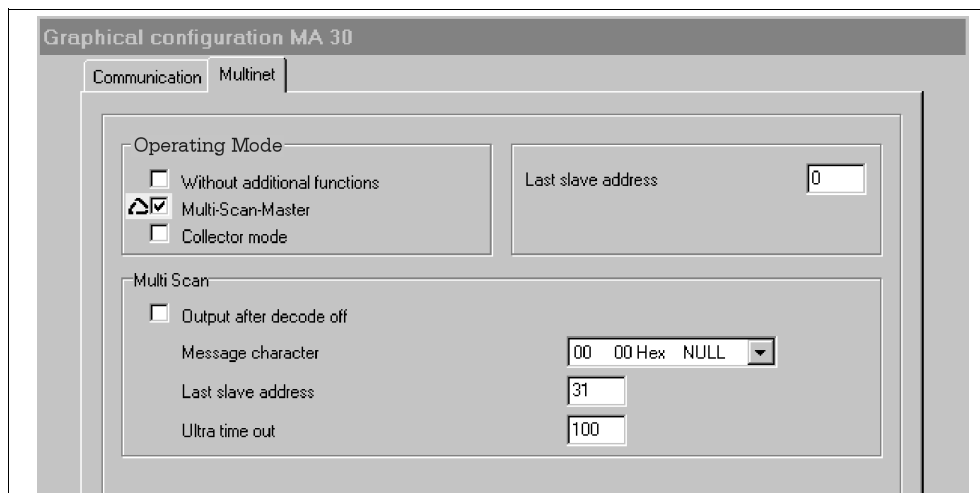 Graphical configuration MA 30
Communication Multinet
Operating Mode
Without additional functions
Multi-Scan-Master
Collector mode
Last slave address 0
Multi Scan
Output after decode off
Message character 00 00 Hex NULL
Last slave address 31
Ultra time out 100